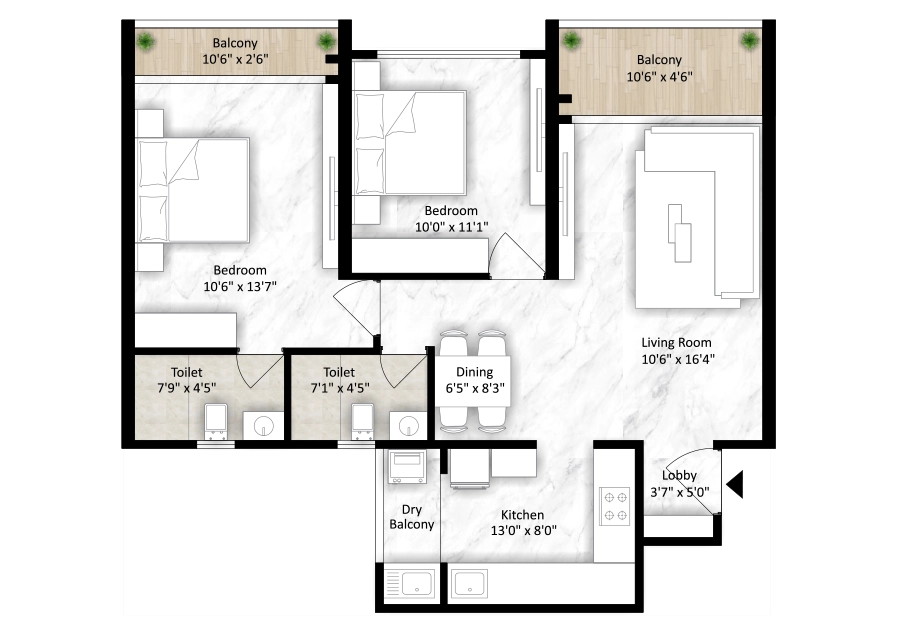 Balcony
10'6" x 2'6"
Balcony
10'6" x 4'6"
Bedroom
10'0" x 11'1"
Bedroom
10'6" x 13'7"
Living Room
10'6" x 16'4"
Toilet
7'9" x 4'5"
Toilet
7'1" x 4'5"
Dining
6'5" x 8'3"
Lobby
3'7" x 5'0"
Dry
Balcony
Kitchen
13'0" x 8'0"